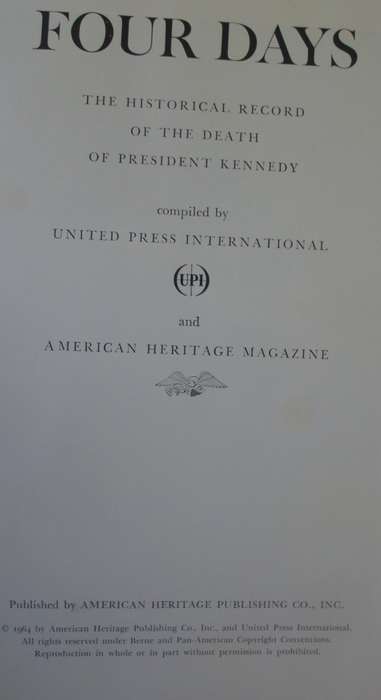 FOUR DAYS
THE HISTORICAL RECORD
OF THE DEATH
OF PRESIDENT KENNEDY
compiled by
UNITED PRESS INTERNATIONAL
UPI
and
AMERICAN HERITAGE MAGAZINE
Published by AMERICAN HERITAGE PUBLISHING CO., INC.
© 1964 by American Heritage Publishing Co., Inc., and United Press International.
All rights reserved under Berne and Pan-American Copyright Conventions.
Reproduction in whole or in part without permission is prohibited.